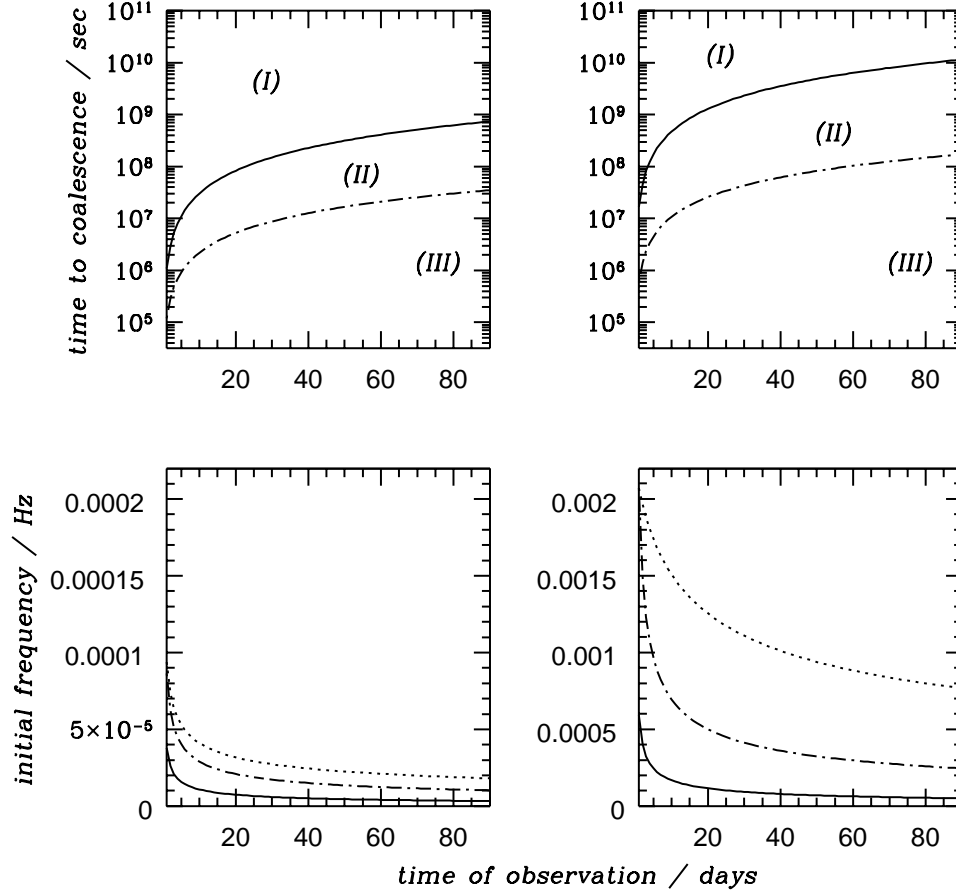 time to coalescence / sec
10¹¹
10¹⁰
10⁹
10⁸
10⁷
10⁶
10⁵
(I)
(II)
(III)
20 40 60 80
10¹¹
10¹⁰
10⁹
10⁸
10⁷
10⁶
10⁵
(I)
(II)
(III)
20 40 60 80
initial frequency / Hz
0.0002
0.00015
0.0001
5×10⁻⁵
0
20 40 60 80
0.002
0.0015
0.001
0.0005
0
20 40 60 80
time of observation / days